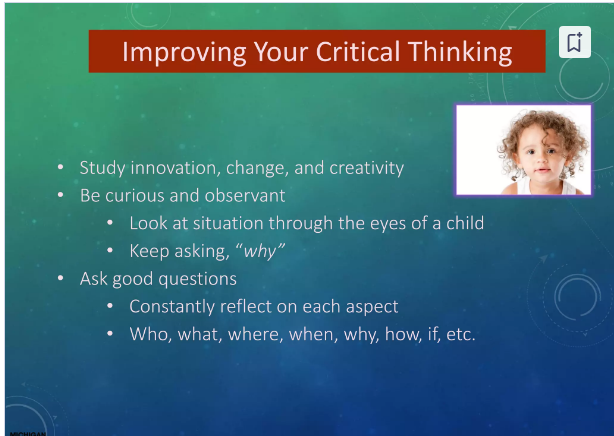 Improving Your Critical Thinking
• Study innovation, change, and creativity
• Be curious and observant
• Look at situation through the eyes of a child
• Keep asking, “why”
• Ask good questions
• Constantly reflect on each aspect
• Who, what, where, when, why, how, if, etc.
MICHIGAN